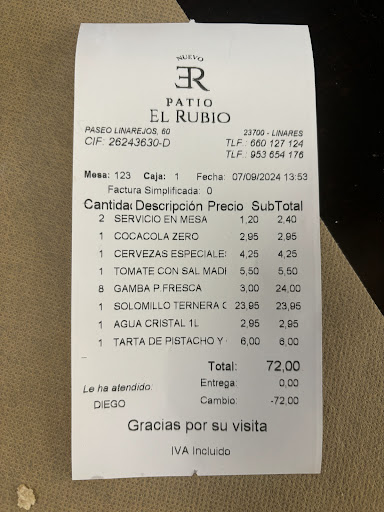 NUEVO
ER
PATIO
EL RUBIO
PASEO LINAREJOS, 60 23700 - LINARES
CIF: 26243630-D TLF.: 660 127 124
TLF.: 953 654 176
Mesa: 123 Caja: 1 Fecha: 07/09/2024 13:53
Factura Simplificada: 0
Cantidad Descripción Precio SubTotal
2 SERVICIO EN MESA 1,20 2,40
1 COCACOLA ZERO 2,95 2,95
1 CERVEZAS ESPECIALES 4,25 4,25
1 TOMATE CON SAL MADI 5,50 5,50
8 GAMBA P FRESCA 3,00 24,00
1 SOLOMILLO TERNERA C 23,95 23,95
1 AGUA CRISTAL 1L 2,95 2,95
1 TARTA DE PISTACHO Y 6,00 6,00
Total: 72,00
Le ha atendido: Entrega: 0,00
DIEGO Cambio: -72,00
Gracias por su visita
IVA Incluido